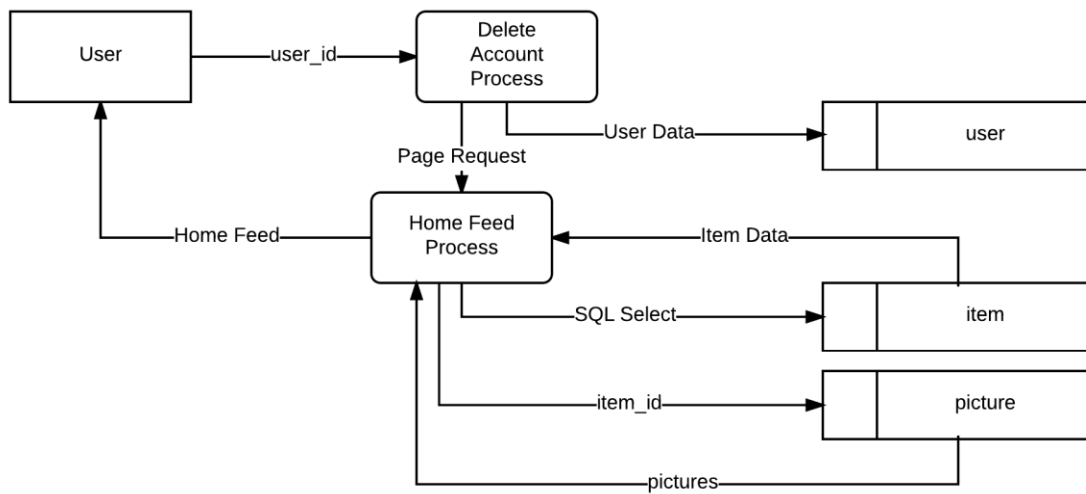 User
user_id
Delete
Account
Process
User Data
user
Page Request
Home Feed
Home Feed
Process
Item Data
SQL Select
item
item_id
picture
pictures